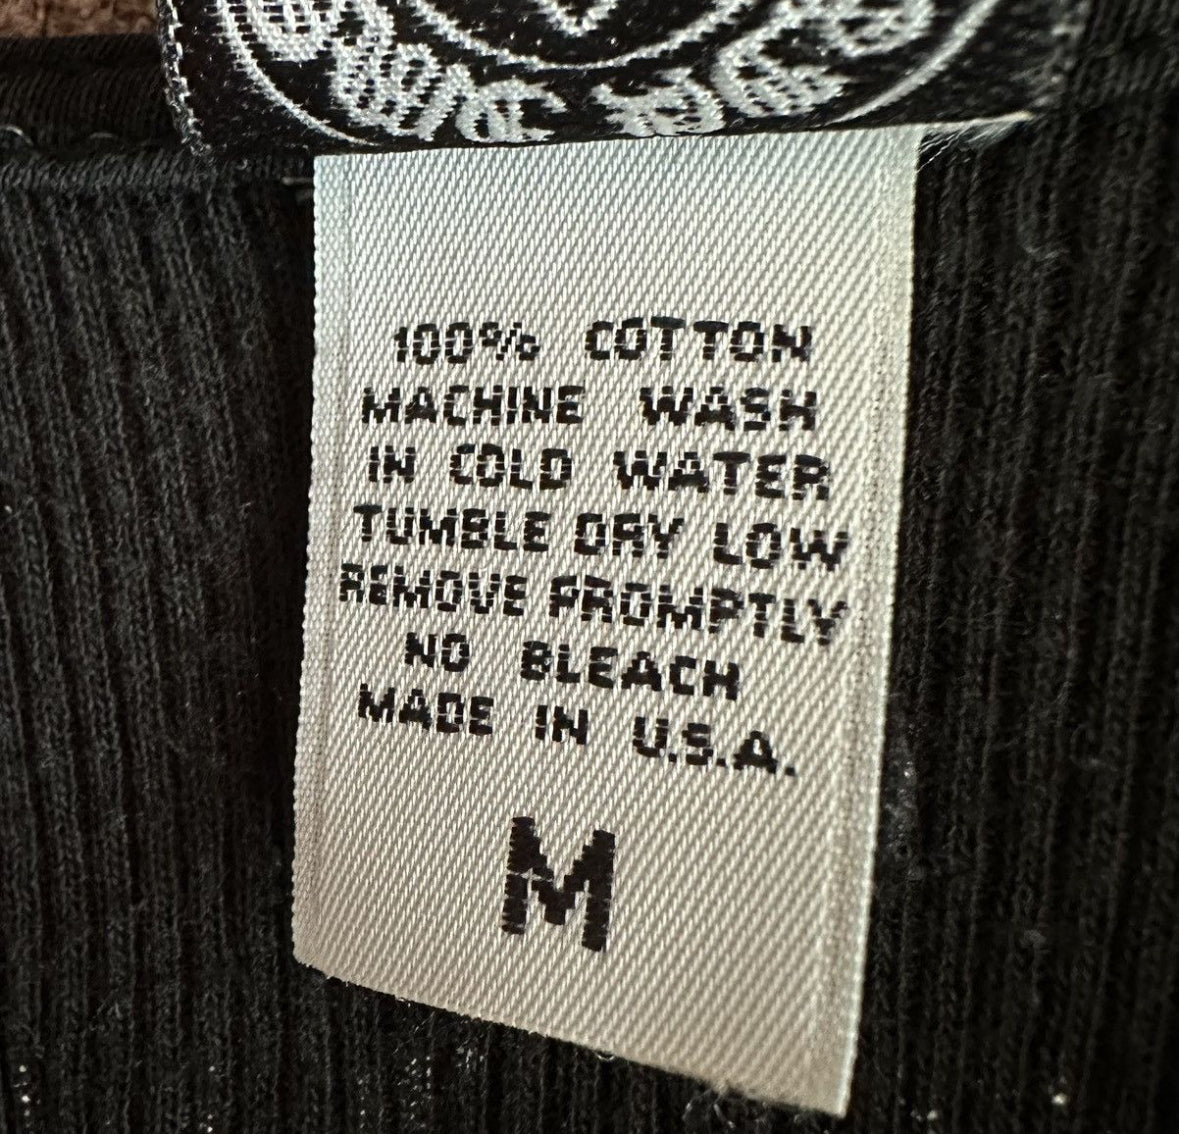 100% COTTON
MACHINE WASH
IN COLD WATER
TUMBLE DRY LOW
REMOVE PROMPTLY
NO BLEACH
MADE IN U.S.A.
M